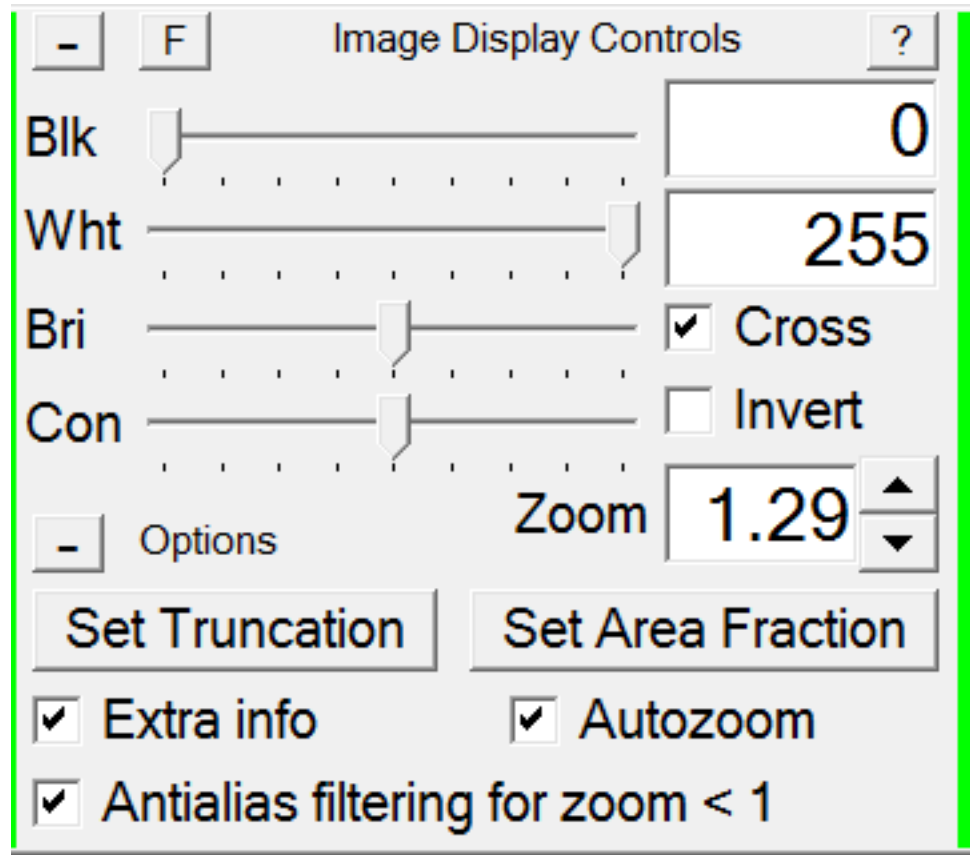 - F Image Display Controls ?
Blk 0
Wht 255
Bri Cross
Con Invert
Zoom 1.29
- Options
Set Truncation Set Area Fraction
Extra info Autozoom
Antialias filtering for zoom < 1